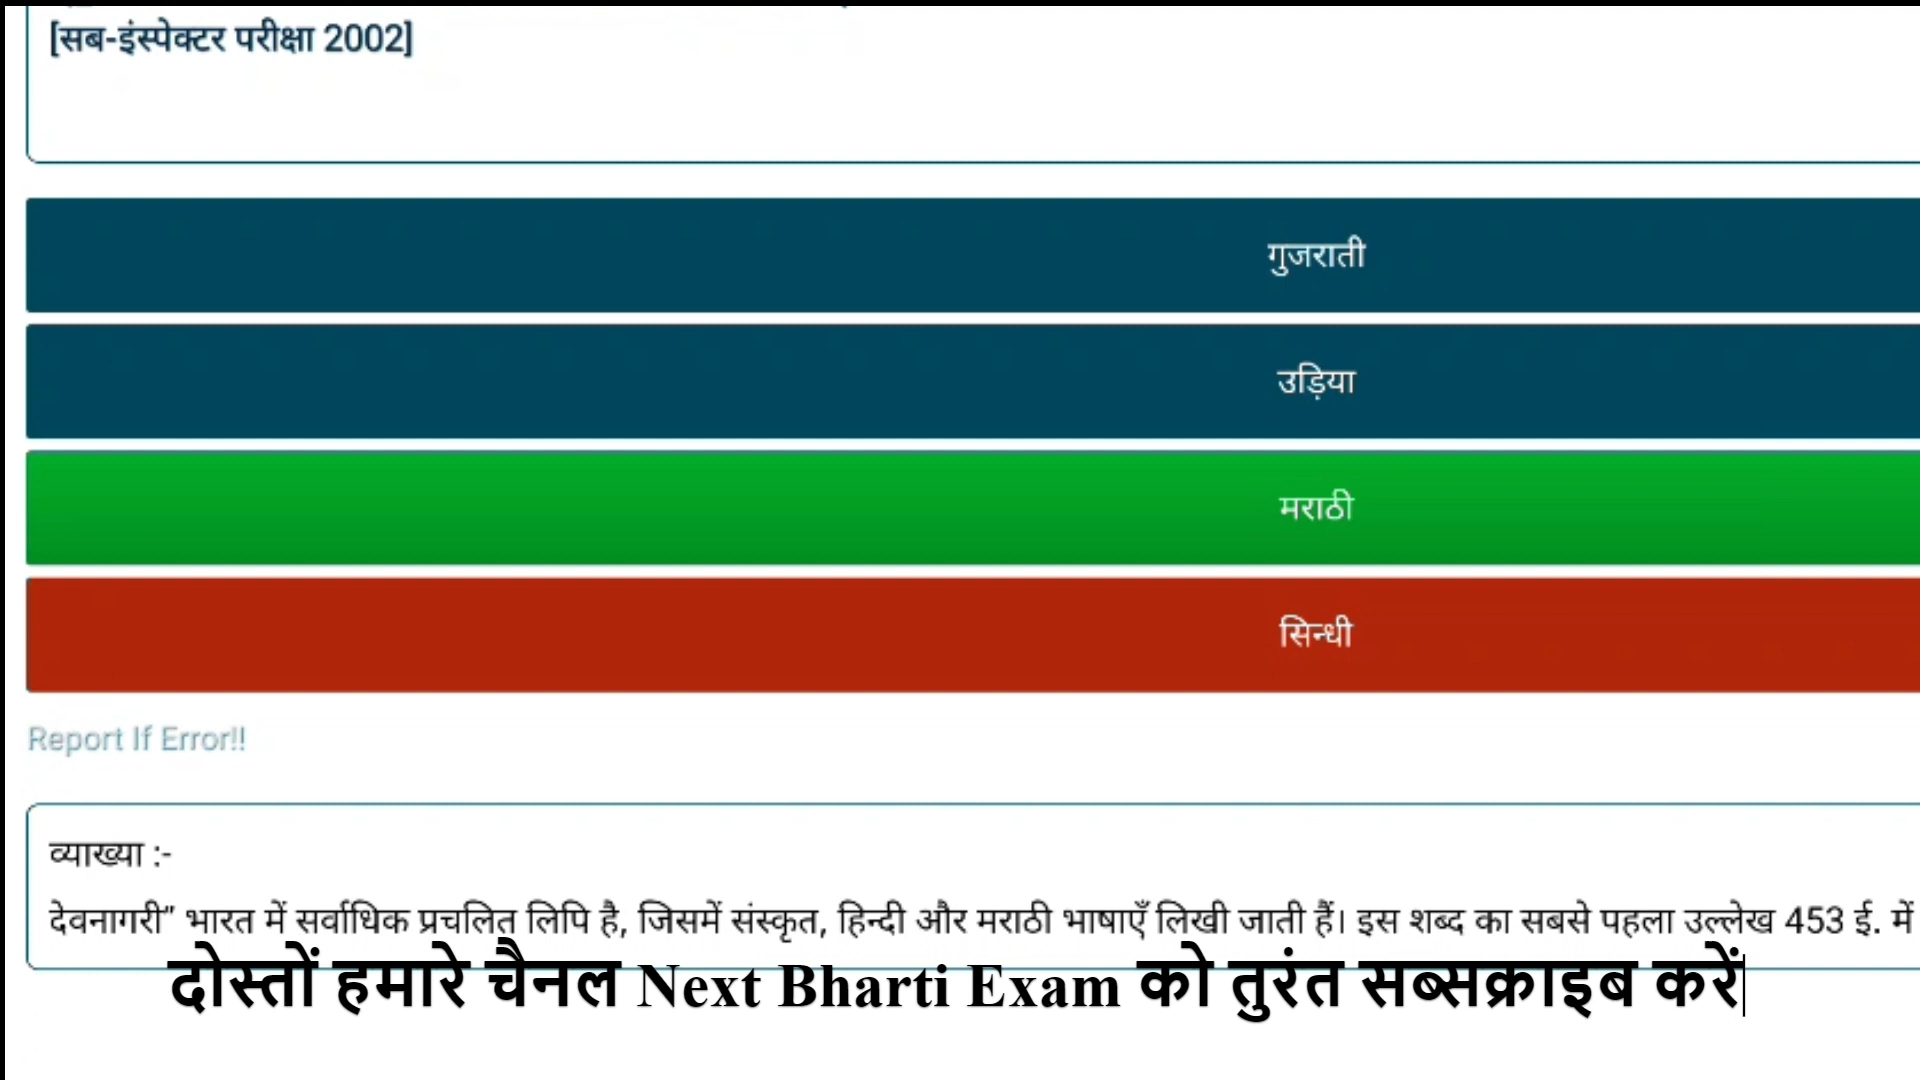 [सब-इंस्पेक्टर परीक्षा 2002]
गुजराती
उड़िया
मराठी
सिन्धी
Report If Error!!
व्याख्या :-
देवनागरी" भारत में सर्वाधिक प्रचलित लिपि है, जिसमें संस्कृत, हिन्दी और मराठी भाषाएँ लिखी जाती हैं। इस शब्द का सबसे पहला उल्लेख 453 ई. में
दोस्तों हमारे चैनल Next Bharti Exam को तुरंत सब्सक्राइब करें